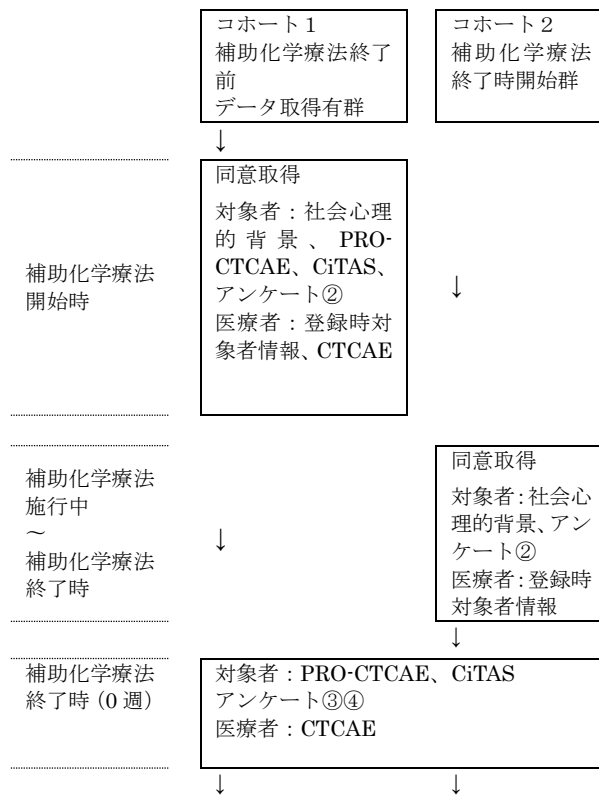 コホート1
補助化学療法終了
前
データ取得有群
コホート2
補助化学療法
終了時開始群
↓
補助化学療法
開始時
同意取得
対象者：社会心理
的背景、PRO-
CTCAE、CiTAS、
アンケート②
医療者：登録時対
象者情報、CTCAE
↓
補助化学療法
施行中
～
補助化学療法
終了時
↓
同意取得
対象者：社会心
理的背景、アン
ケート②
医療者：登録時
対象者情報
↓
補助化学療法
終了時（0 週）
対象者：PRO-CTCAE、CiTAS
アンケート③④
医療者：CTCAE
↓
↓